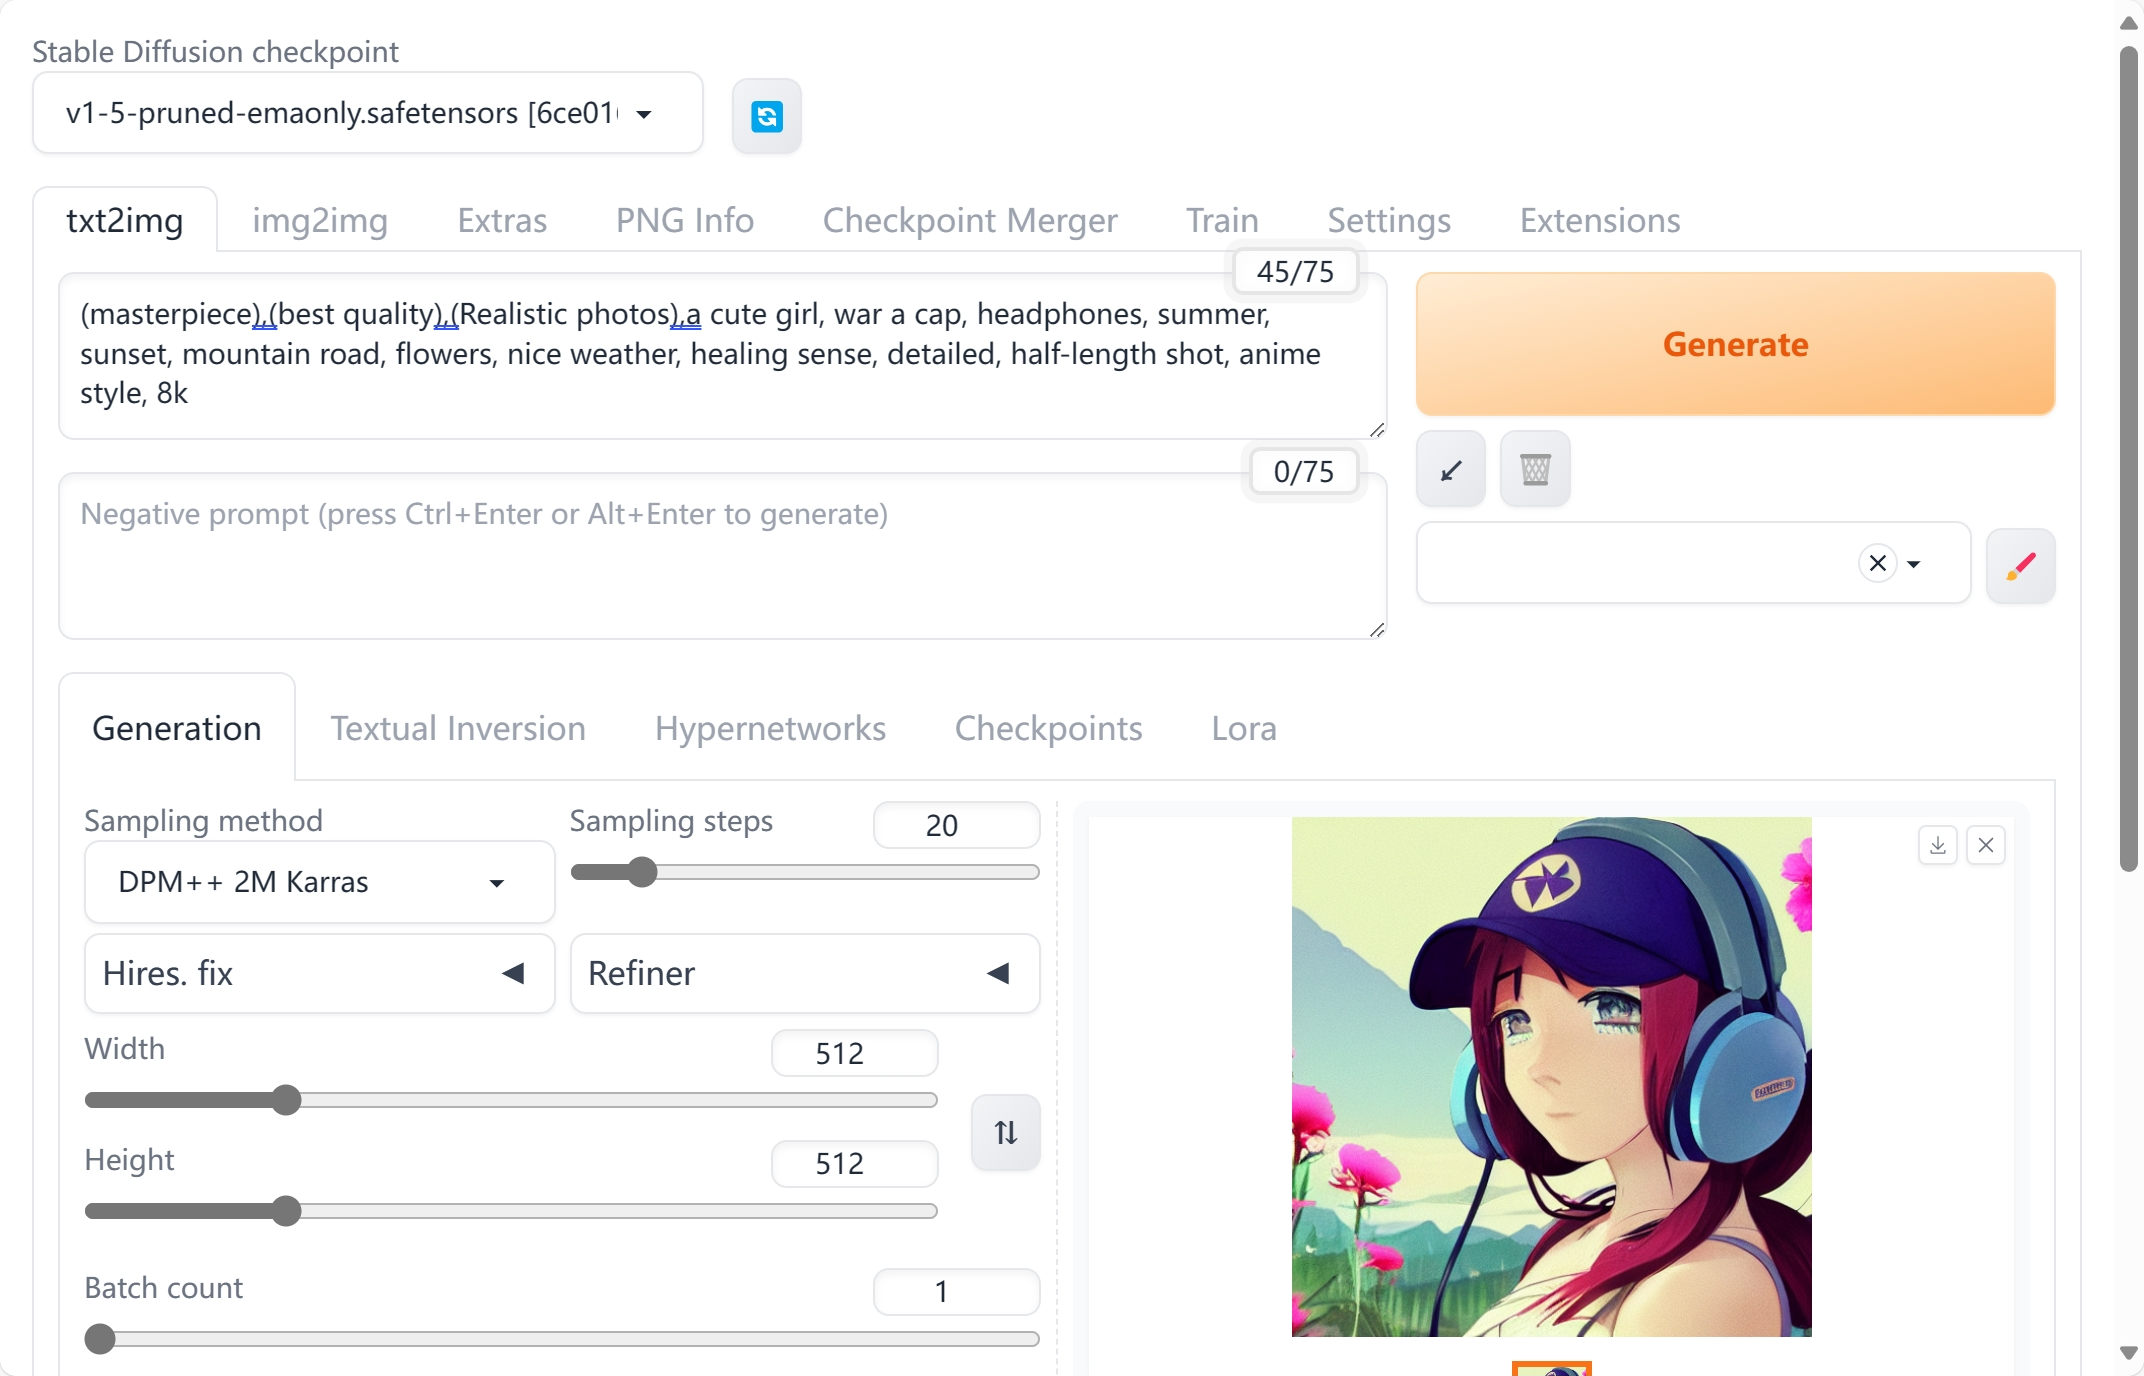 Stable Diffusion checkpoint
v1-5-pruned-emaonly.safetensors [6ce01
txt2img img2img Extras PNG Info Checkpoint Merger Train Settings Extensions
45/75
(masterpiece),(best quality),(Realistic photos),a cute girl, war a cap, headphones, summer,
sunset, mountain road, flowers, nice weather, healing sense, detailed, half-length shot, anime
style, 8k
Generate
0/75
Negative prompt (press Ctrl+Enter or Alt+Enter to generate)
Generation Textual Inversion Hypernetworks Checkpoints Lora
Sampling method
DPM++ 2M Karras
Sampling steps 20
Hires. fix
Refiner
Width 512
Height 512
Batch count 1